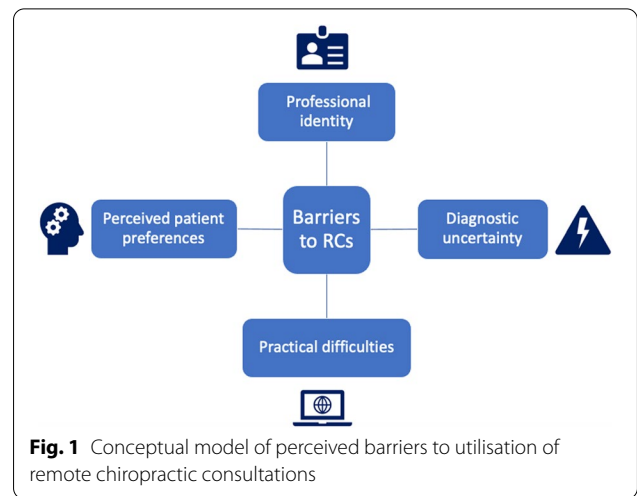 Professional
identity
Perceived patient
preferences
Barriers
to RCs
Diagnostic
uncertainty
Practical difficulties
Fig. 1 Conceptual model of perceived barriers to utilisation of
remote chiropractic consultations